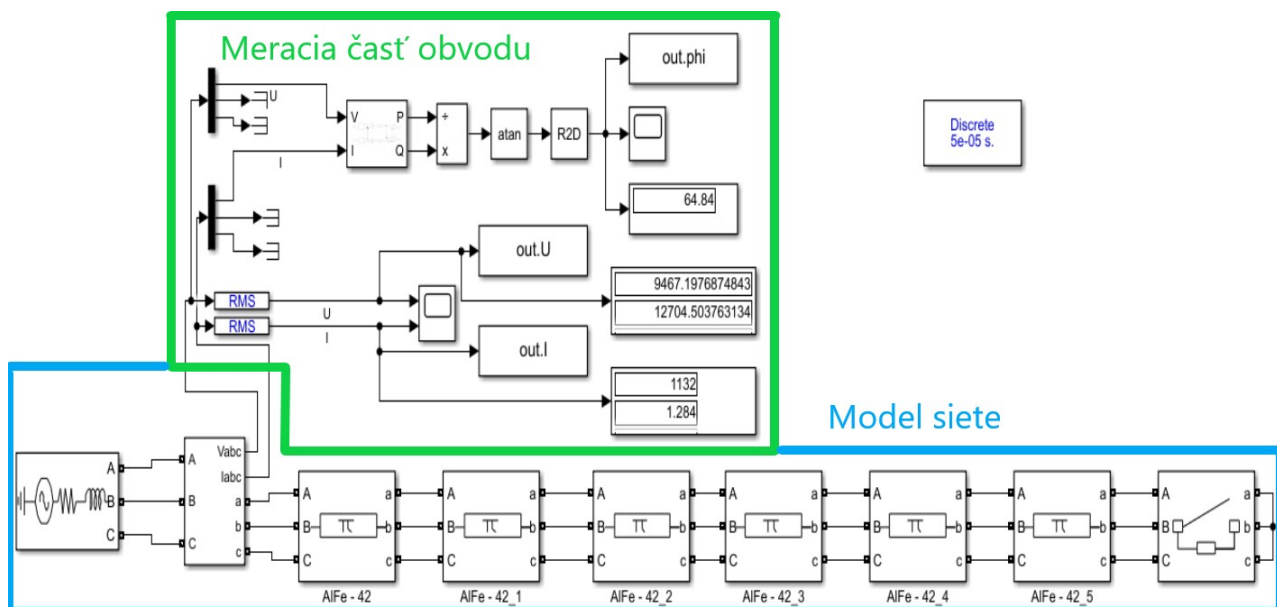 Meracia časť obvodu
out.phi
U
V
P
÷
atan
R2D
I
Q
x
I
64.84
Discrete
5e-05 s.
out.U
9467.1976874843
12704.503763134
RMS
U
RMS
I
out.I
1132
1.284
Model siete
A
B
C
A
B
C
Vabc
Iabc
a
b
c
A
B
C
π
a
b
c
AlFe - 42
A
B
C
π
a
b
c
AlFe - 42_1
A
B
C
π
a
b
c
AlFe - 42_2
A
B
C
π
a
b
c
AlFe - 42_3
A
B
C
π
a
b
c
AlFe - 42_4
A
B
C
π
a
b
c
AlFe - 42_5
A
B
C
a
b
c